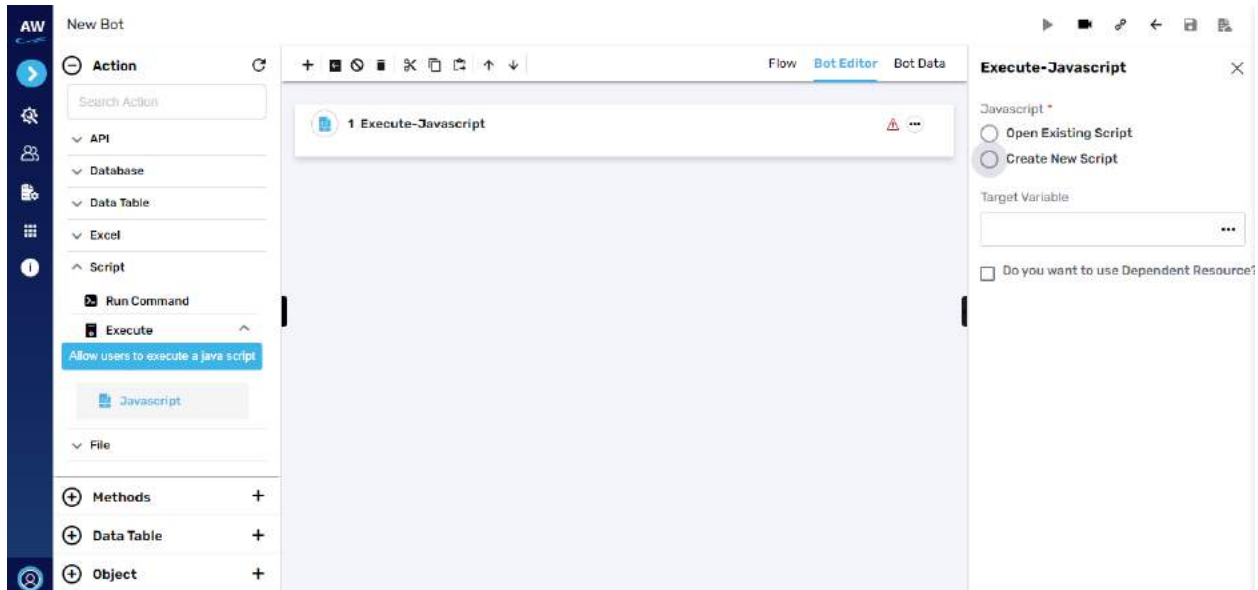 AW
New Bot
Action
Search Action
API
Database
Data Table
Excel
Script
Run Command
Execute
Allow users to execute a java script
Javascript
File
Methods
Data Table
Object
Flow Bot Editor Bot Data
1 Execute-Javascript
Execute-Javascript
Javascript *
Open Existing Script
Create New Script
Target Variable
Do you want to use Dependent Resource?